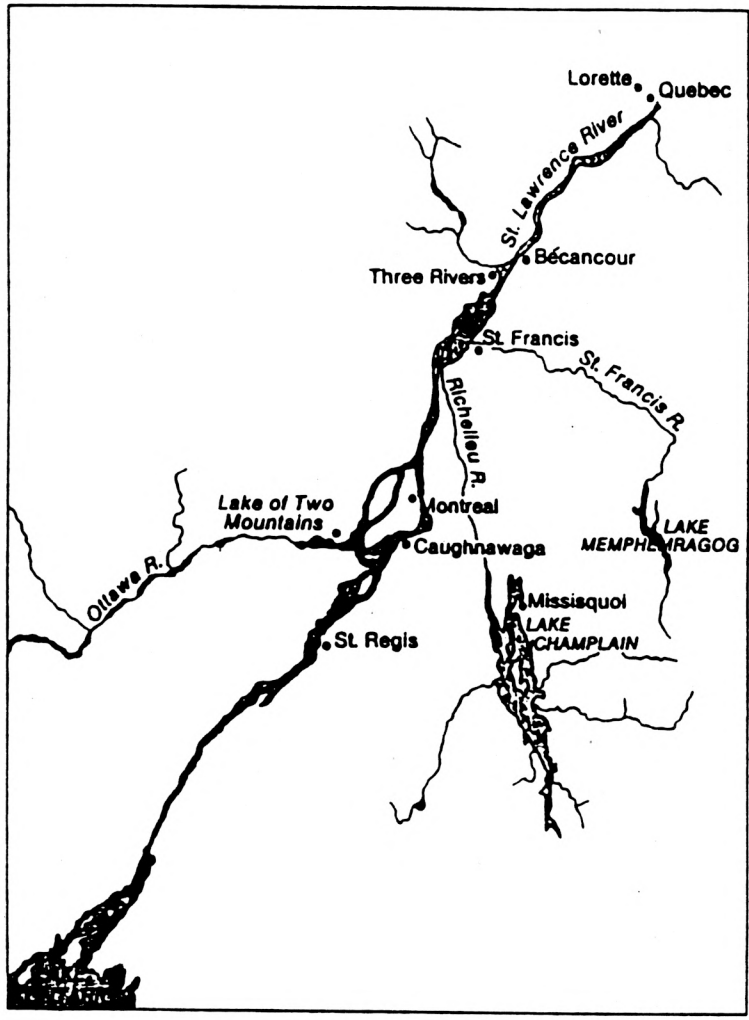 Lorette
Quebec
St. Lawrence River
Bécancour
Three Rivers
St. Francis
St. Francis R.
Richelieu R.
Lake of Two
Mountains
Montreal
LAKE
MEMPHEHRAGOG
Caughnawaga
Ottawa R.
Missisquoi
LAKE
CHAMPLAIN
St. Regis